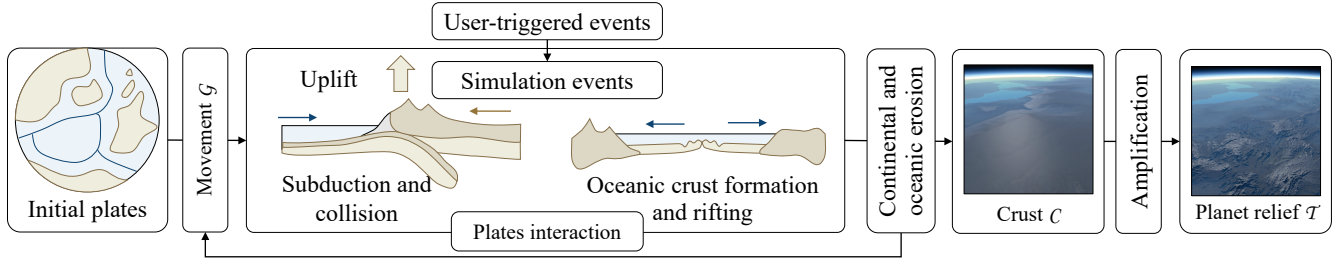 User-triggered events
Simulation events
Uplift
Initial plates
Movement 𝒢
Subduction and
collision
Oceanic crust formation
and rifting
Plates interaction
Continental and
oceanic erosion
Crust 𝒞
Amplification
Planet relief 𝒯